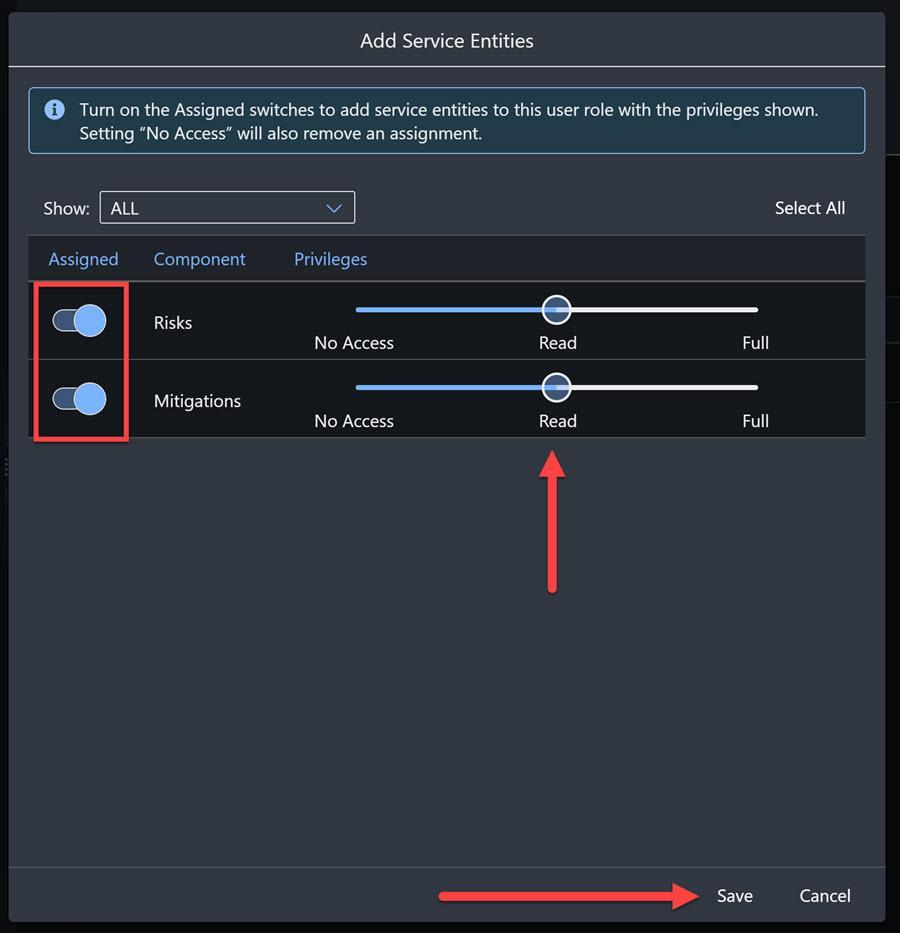 Add Service Entities
Turn on the Assigned switches to add service entities to this user role with the privileges shown.
Setting “No Access” will also remove an assignment.
Show: ALL Select All
Assigned Component Privileges
Risks
No Access Read Full
Mitigations
No Access Read Full
Save Cancel